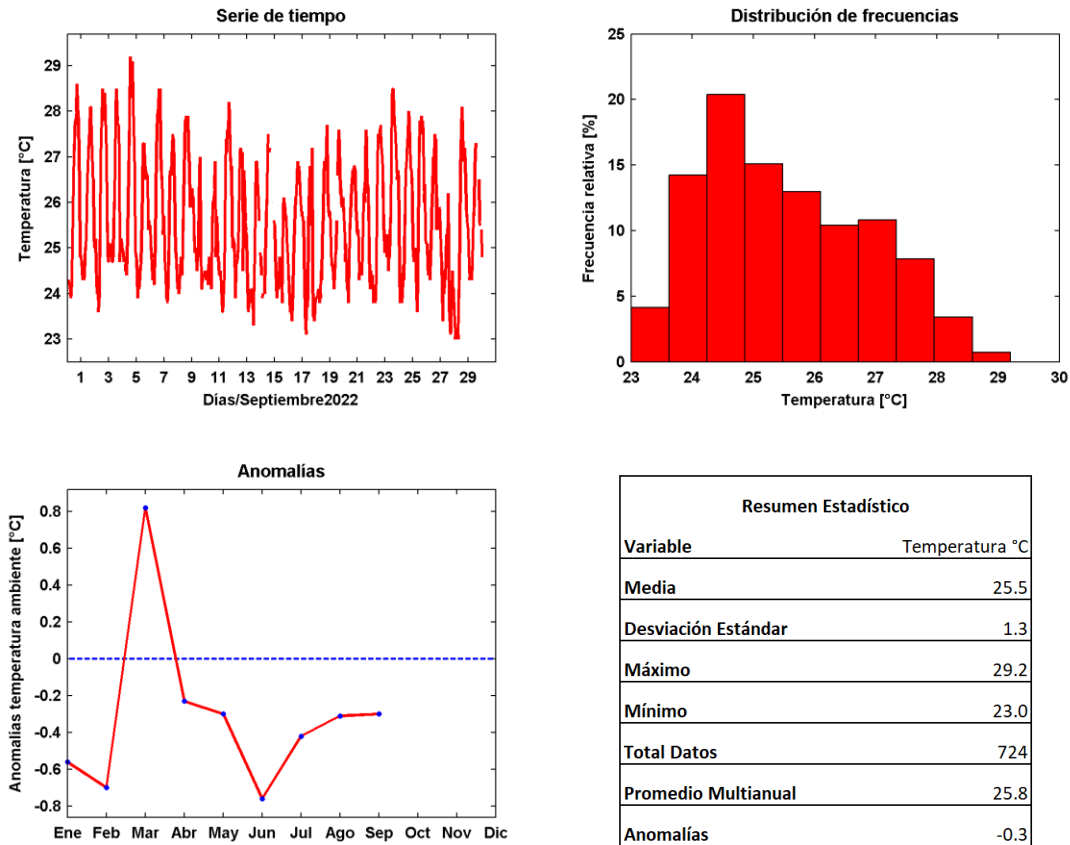 Serie de tiempo
Temperatura [°C]
29
28
27
26
25
24
23
1 3 5 7 9 11 13 15 17 19 21 23 25 27 29
Días/Septiembre2022
Distribución de frecuencias
Frecuencia relativa [%]
25
20
15
10
5
0
23 24 25 26 27 28 29 30
Temperatura [°C]
Anomalías
Anomalías temperatura ambiente [°C]
0.8
0.6
0.4
0.2
0
-0.2
-0.4
-0.6
-0.8
Ene Feb Mar Abr May Jun Jul Ago Sep Oct Nov Dic
Resumen Estadístico
Variable Temperatura °C
Media 25.5
Desviación Estándar 1.3
Máximo 29.2
Mínimo 23.0
Total Datos 724
Promedio Multianual 25.8
Anomalías -0.3